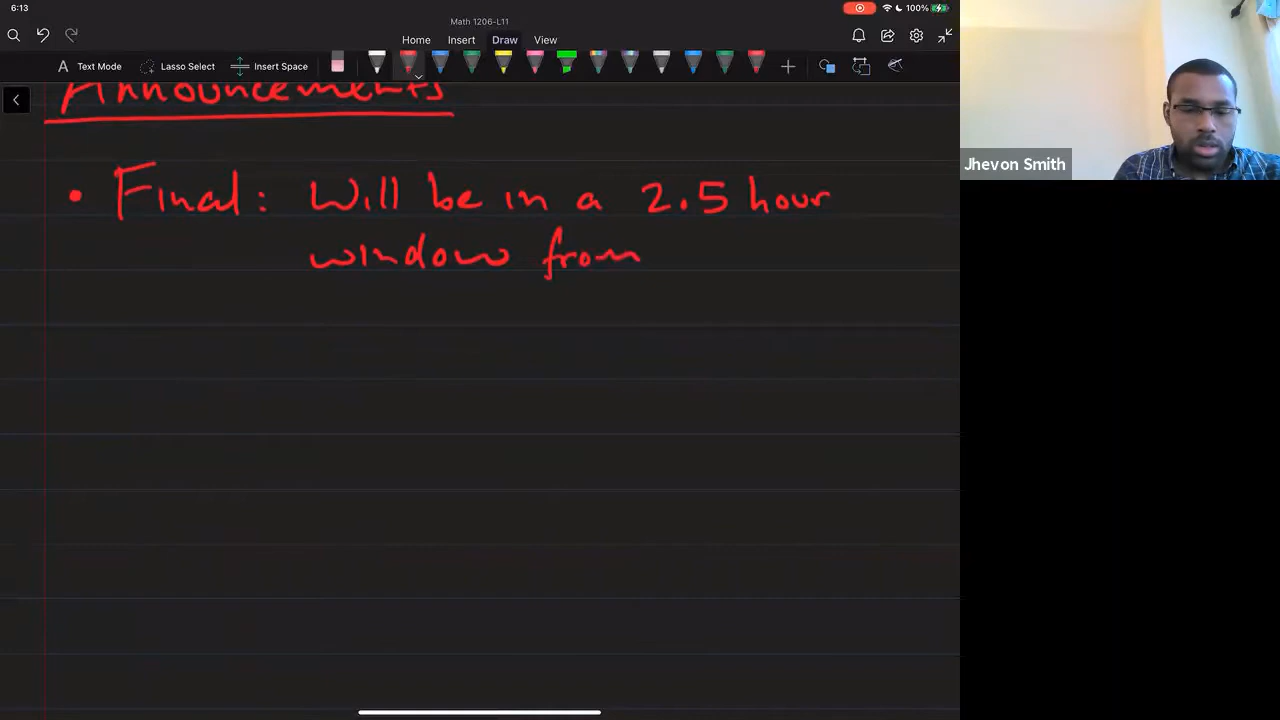 6:13
100%
Math 1206-L11
Home Insert Draw View
Text Mode Lasso Select Insert Space
Announcements
• Final: Will be in a 2.5 hour
window from
Jhevon Smith